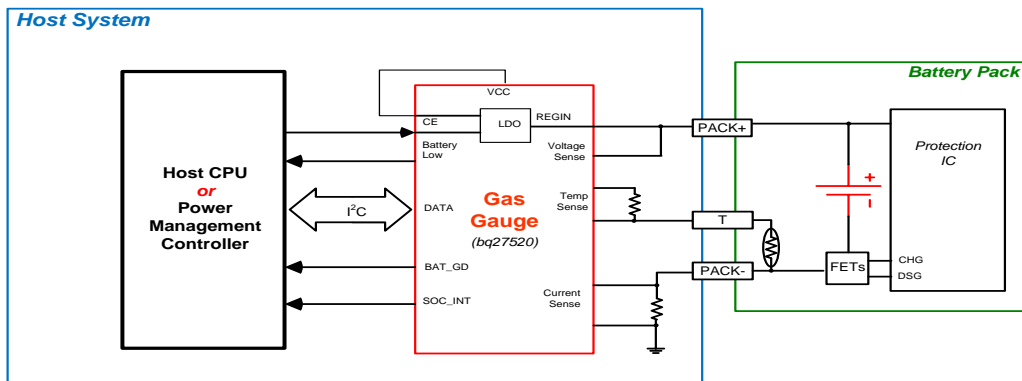 Host System
Battery Pack
VCC
CE
LDO
REGIN
PACK+
Battery
Low
Voltage
Sense
Protection
IC
+
Host CPU
or
Power
Management
Controller
I²C
DATA
Gas
Gauge
(bq27520)
Temp
Sense
T
BAT_GD
PACK-
FETs
CHG
DSG
SOC_INT
Current
Sense